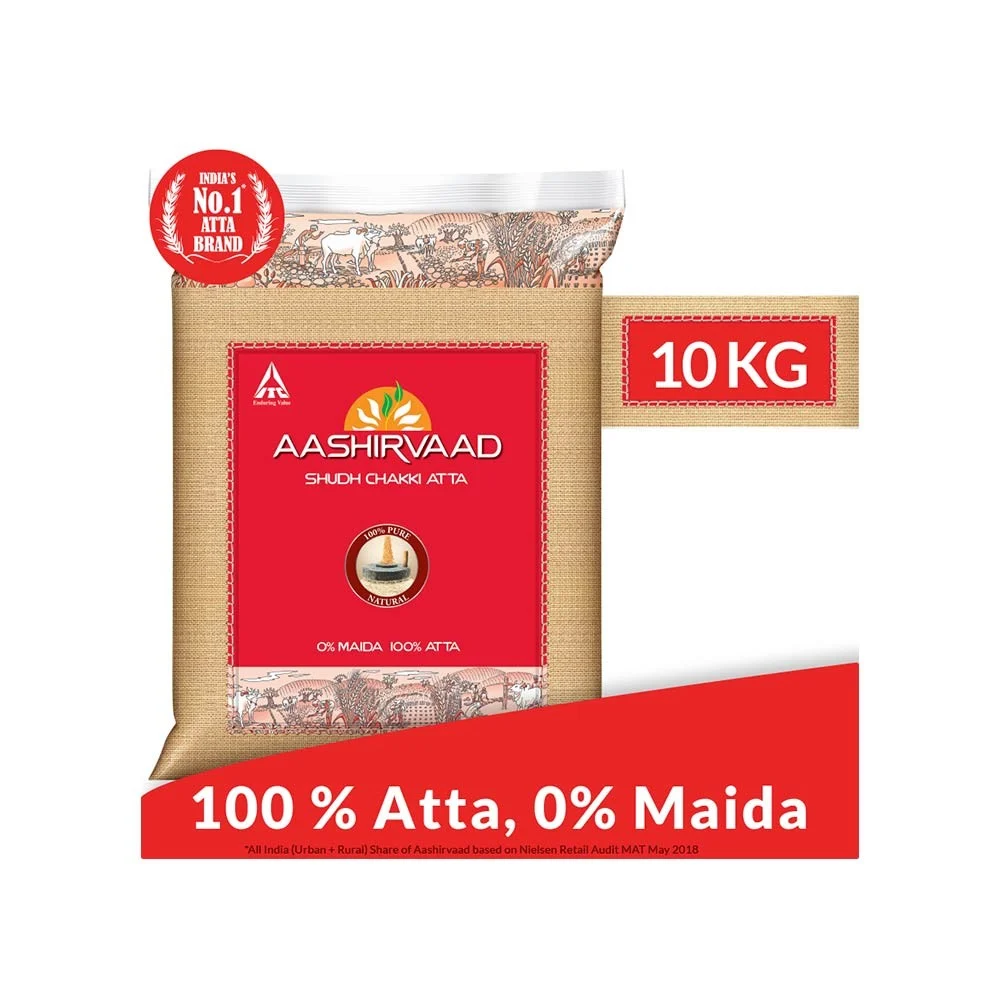 INDIA'S
No.1*
ATTA
BRAND
10 KG
ITC
Enduring Value
AASHIRVAAD
SHUDH CHAKKI ATTA
100% PURE
NATURAL
0% MAIDA 100% ATTA
100 % Atta, 0% Maida
*All India (Urban + Rural) Share of Aashirvaad based on Nielsen Retail Audit MAT May 2018